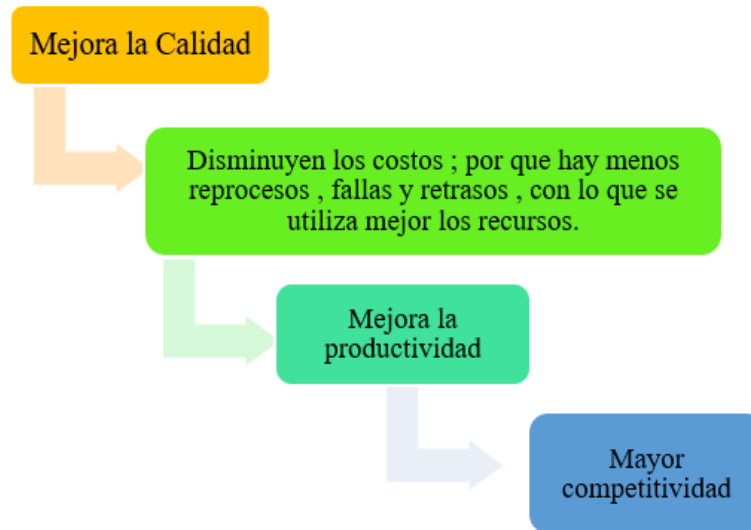 Mejora la Calidad
Disminuyen los costos ; por que hay menos
reprocesos , fallas y retrasos , con lo que se
utiliza mejor los recursos.
Mejora la
productividad
Mayor
competitividad